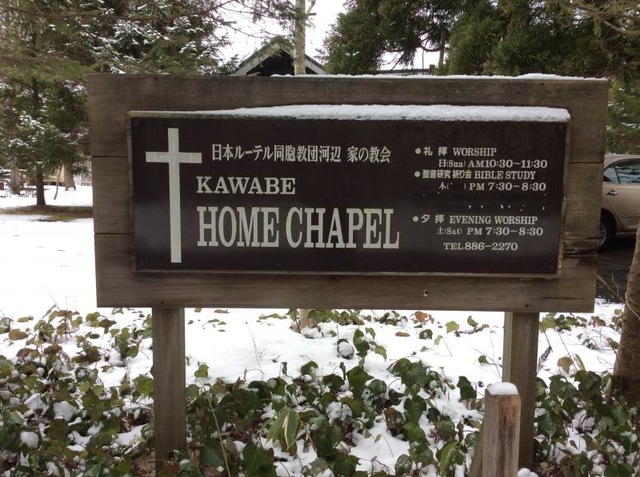 日本ルーテル同胞教団河辺 家の教会
KAWABE
HOME CHAPEL
●礼 拝 WORSHIP
日(Sun) AM10:30~11:30
●聖書研究祈り会 BIBLE STUDY
木( ) PM 7:30~8:30
●夕 拝 EVENING WORSHIP
土(Sat) PM 7:30~8:30
TEL886-2270